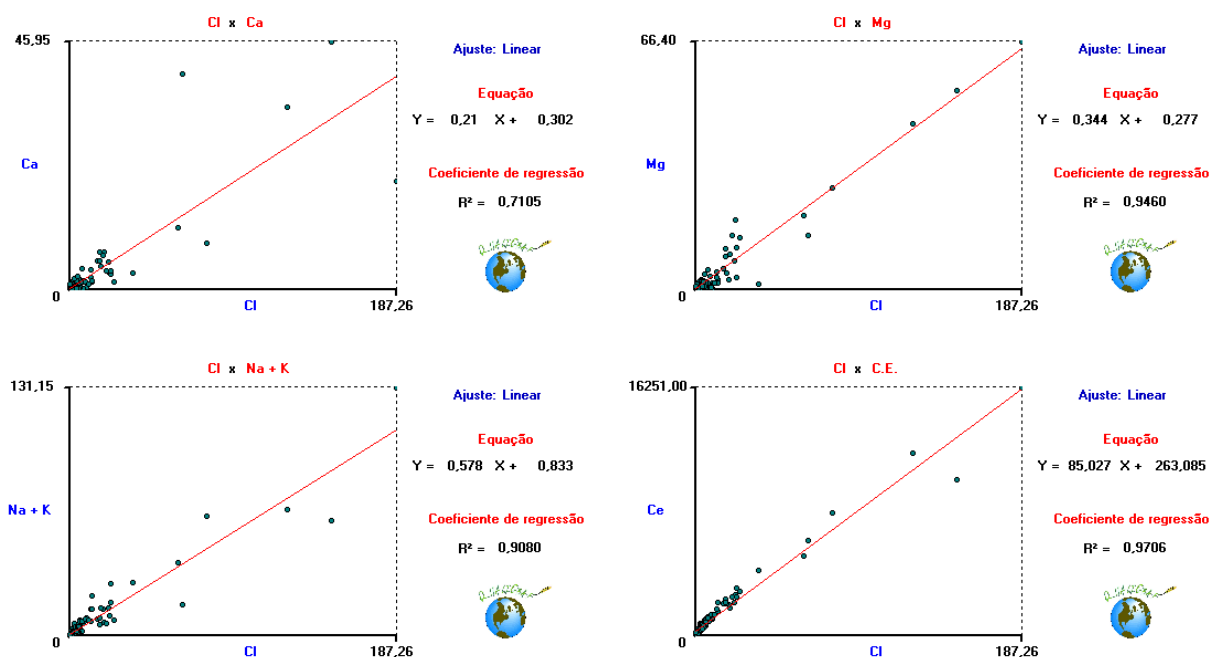 Cl x Ca
45,95
Ajuste: Linear
Equação
Y = 0,21 X + 0,302
Ca
Coeficiente de regressão
R² = 0,7105
0
Cl
187,26
Cl x Mg
66,40
Ajuste: Linear
Equação
Y = 0,344 X + 0,277
Mg
Coeficiente de regressão
R² = 0,9460
0
Cl
187,26
Cl x Na + K
131,15
Ajuste: Linear
Equação
Y = 0,578 X + 0,833
Na + K
Coeficiente de regressão
R² = 0,9080
0
Cl
187,26
Cl x C.E.
16251,00
Ajuste: Linear
Equação
Y = 85,027 X + 263,085
Ce
Coeficiente de regressão
R² = 0,9706
0
Cl
187,26